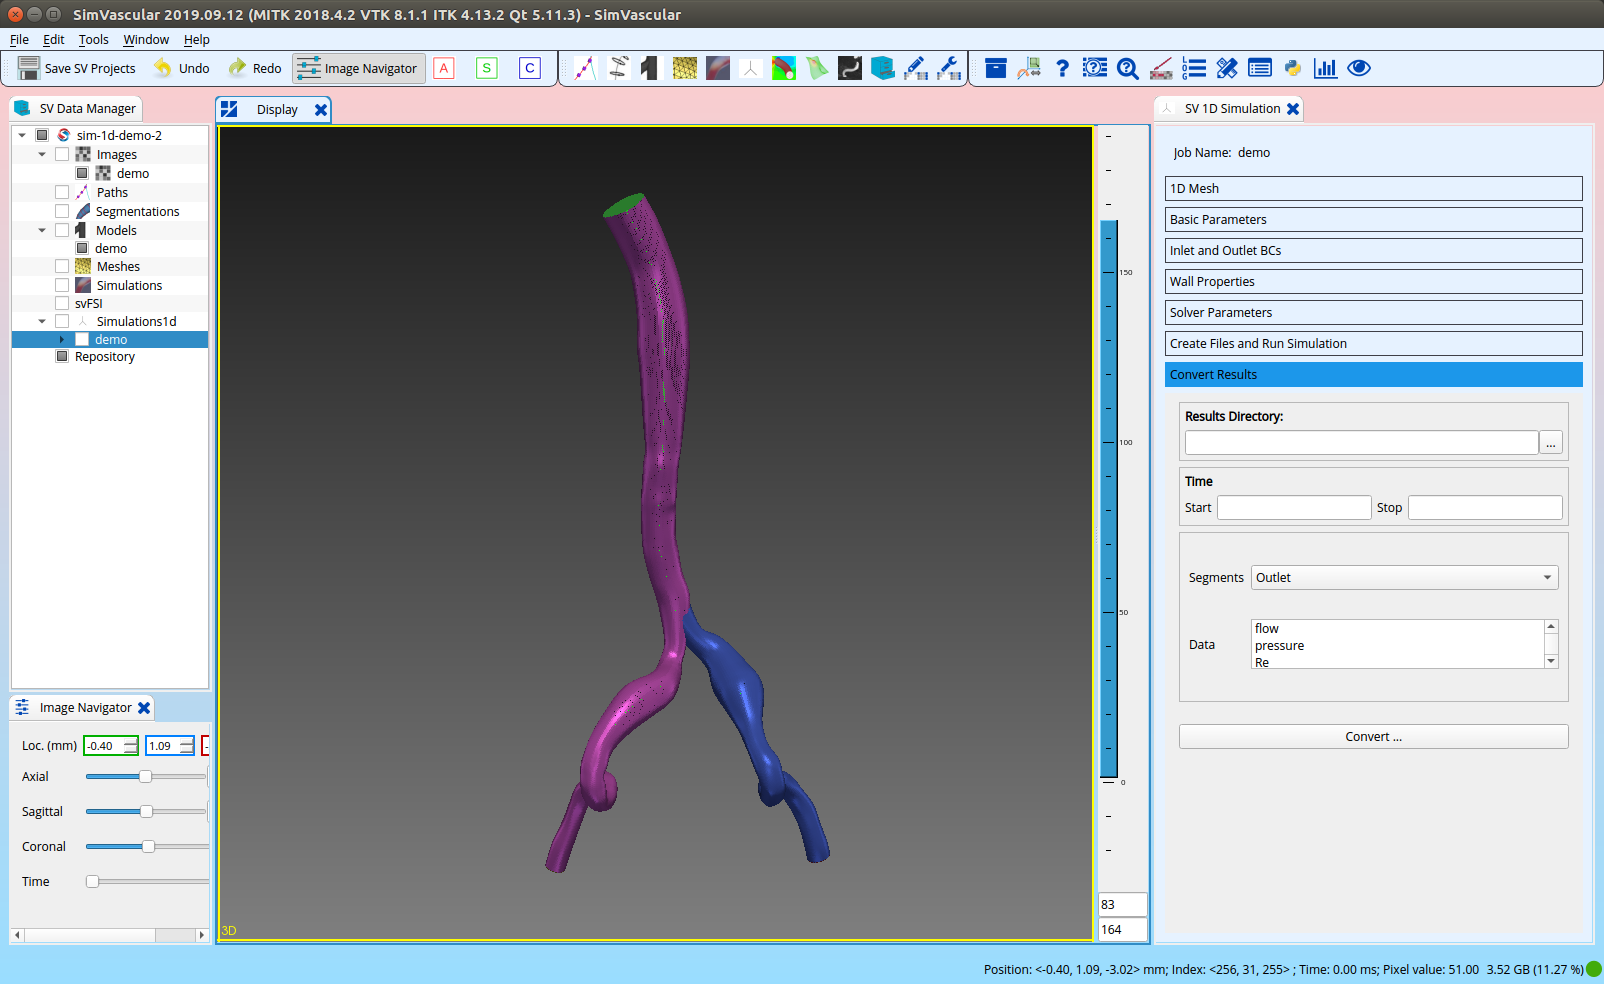 SimVascular 2019.09.12 (MITK 2018.4.2 VTK 8.1.1 ITK 4.13.2 Qt 5.11.3) - SimVascular
File Edit Tools Window Help
Save SV Projects Undo Redo Image Navigator A S C
SV Data Manager
sim-1d-demo-2
Images
demo
Paths
Segmentations
Models
demo
Meshes
Simulations
svFSI
Simulations1d
demo
Repository
Image Navigator
Loc. (mm) -0.40 1.09
Axial
Sagittal
Coronal
Time
Display
3D
150
100
50
0
83
164
SV 1D Simulation
Job Name: demo
1D Mesh
Basic Parameters
Inlet and Outlet BCs
Wall Properties
Solver Parameters
Create Files and Run Simulation
Convert Results
Results Directory:
...
Time
Start Stop
Segments Outlet
Data
flow
pressure
Re
Convert ...
Position: <-0.40, 1.09, -3.02> mm; Index: <256, 31, 255> ; Time: 0.00 ms; Pixel value: 51.00 3.52 GB (11.27 %)